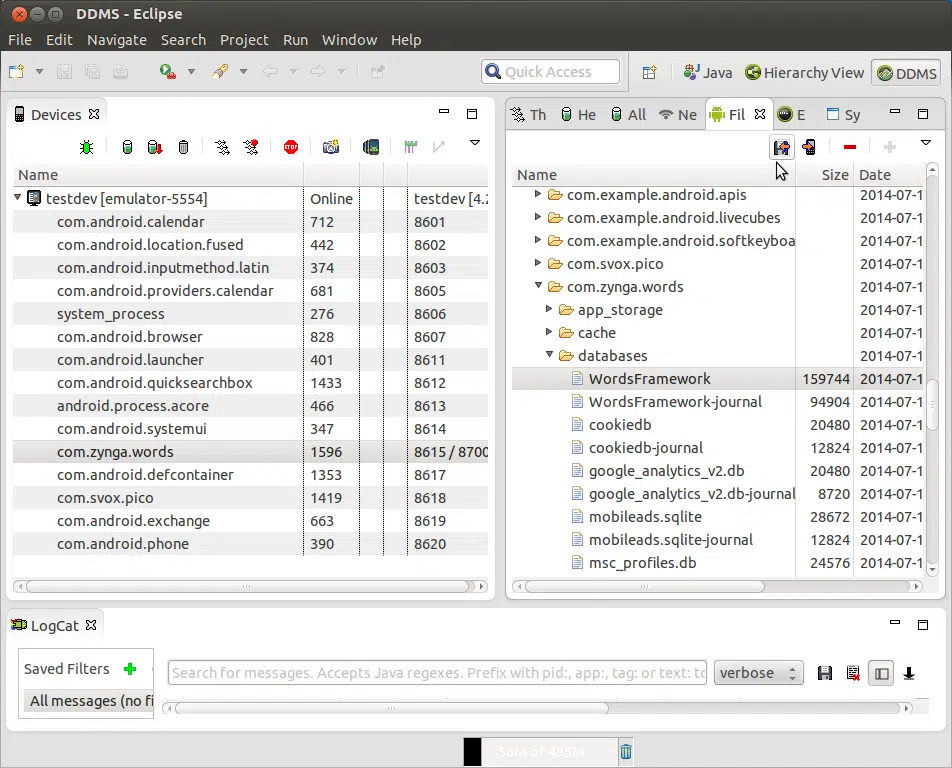 DDMS - Eclipse
File Edit Navigate Search Project Run Window Help
Quick Access Java Hierarchy View DDMS
Devices
Name
testdev [emulator-5554] Online testdev [4.2
com.android.calendar 712 8601
com.android.location.fused 442 8602
com.android.inputmethod.latin 374 8603
com.android.providers.calendar 681 8605
system_process 276 8606
com.android.browser 828 8607
com.android.launcher 401 8611
com.android.quicksearchbox 1433 8612
android.process.acore 466 8613
com.android.systemui 347 8614
com.zynga.words 1596 8615 / 8700
com.android.defcontainer 1353 8617
com.svox.pico 1419 8618
com.android.exchange 663 8619
com.android.phone 390 8620
Th He All Ne Fil E Sy
Name Size Date
com.example.android.apis 2014-07-1
com.example.android.livecubes 2014-07-1
com.example.android.softkeyboa 2014-07-1
com.svox.pico 2014-07-1
com.zynga.words 2014-07-1
app_storage 2014-07-1
cache 2014-07-1
databases 2014-07-1
WordsFramework 159744 2014-07-1
WordsFramework-journal 94904 2014-07-1
cookiedb 20480 2014-07-1
cookiedb-journal 12824 2014-07-1
google_analytics_v2.db 20480 2014-07-1
google_analytics_v2.db-journal 8720 2014-07-1
mobileads.sqlite 28672 2014-07-1
mobileads.sqlite-journal 12824 2014-07-1
msc_profiles.db 24576 2014-07-1
LogCat
Saved Filters
All messages (no fi
Search for messages. Accepts Java regexes. Prefix with pid:, app:, tag: or text: to verbose